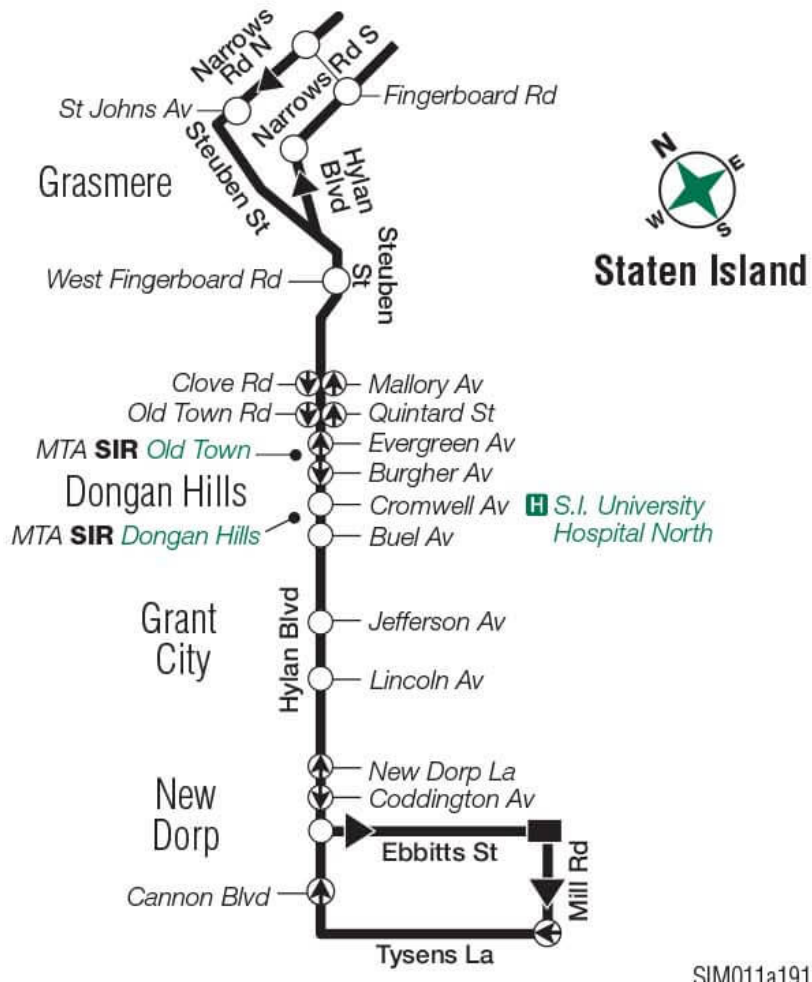 Narrows
Rd N
Narrows Rd S
St Johns Av
Fingerboard Rd
Steuben St
Hylan
Blvd
Grasmere
N
E
W
S
Staten Island
Steuben
St
West Fingerboard Rd
Clove Rd
Mallory Av
Old Town Rd
Quintard St
MTA SIR Old Town
Evergreen Av
Burgher Av
Dongan Hills
Cromwell Av
H S.I. University
Hospital North
MTA SIR Dongan Hills
Buel Av
Grant
City
Hylan Blvd
Jefferson Av
Lincoln Av
New
Dorp
New Dorp La
Coddington Av
Ebbitts St
Mill Rd
Cannon Blvd
Tysens La
SIM011a191